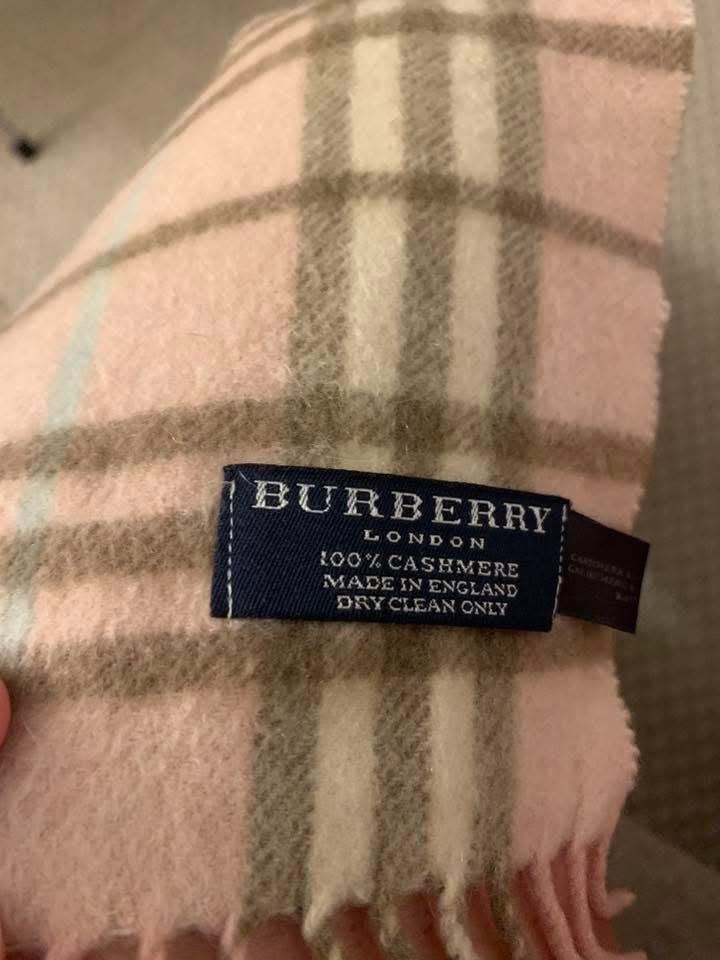 BURBERRY
LONDON
100% CASHMERE
MADE IN ENGLAND
DRY CLEAN ONLY